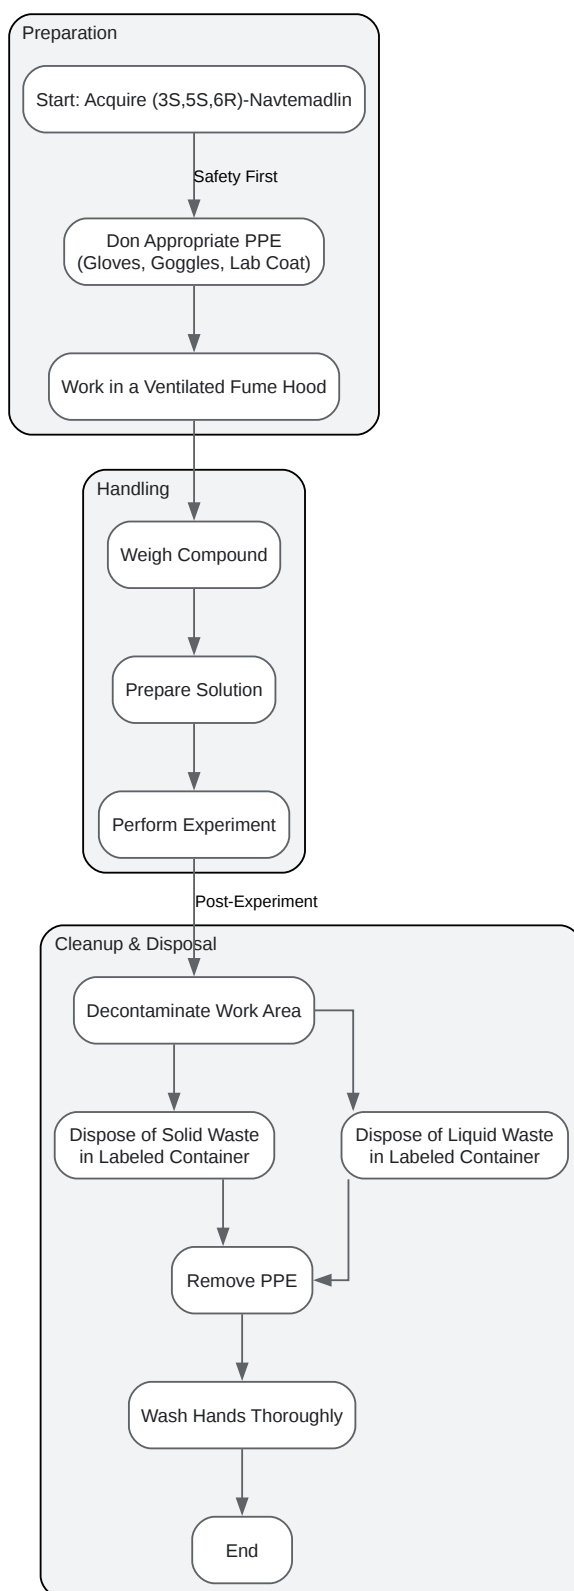 Preparation
Start: Acquire (3S,5S,6R)-Navtemadlin
Safety First
Don Appropriate PPE
(Gloves, Goggles, Lab Coat)
Work in a Ventilated Fume Hood
Handling
Weigh Compound
Prepare Solution
Perform Experiment
Post-Experiment
Cleanup & Disposal
Decontaminate Work Area
Dispose of Solid Waste
in Labeled Container
Dispose of Liquid Waste
in Labeled Container
Remove PPE
Wash Hands Thoroughly
End